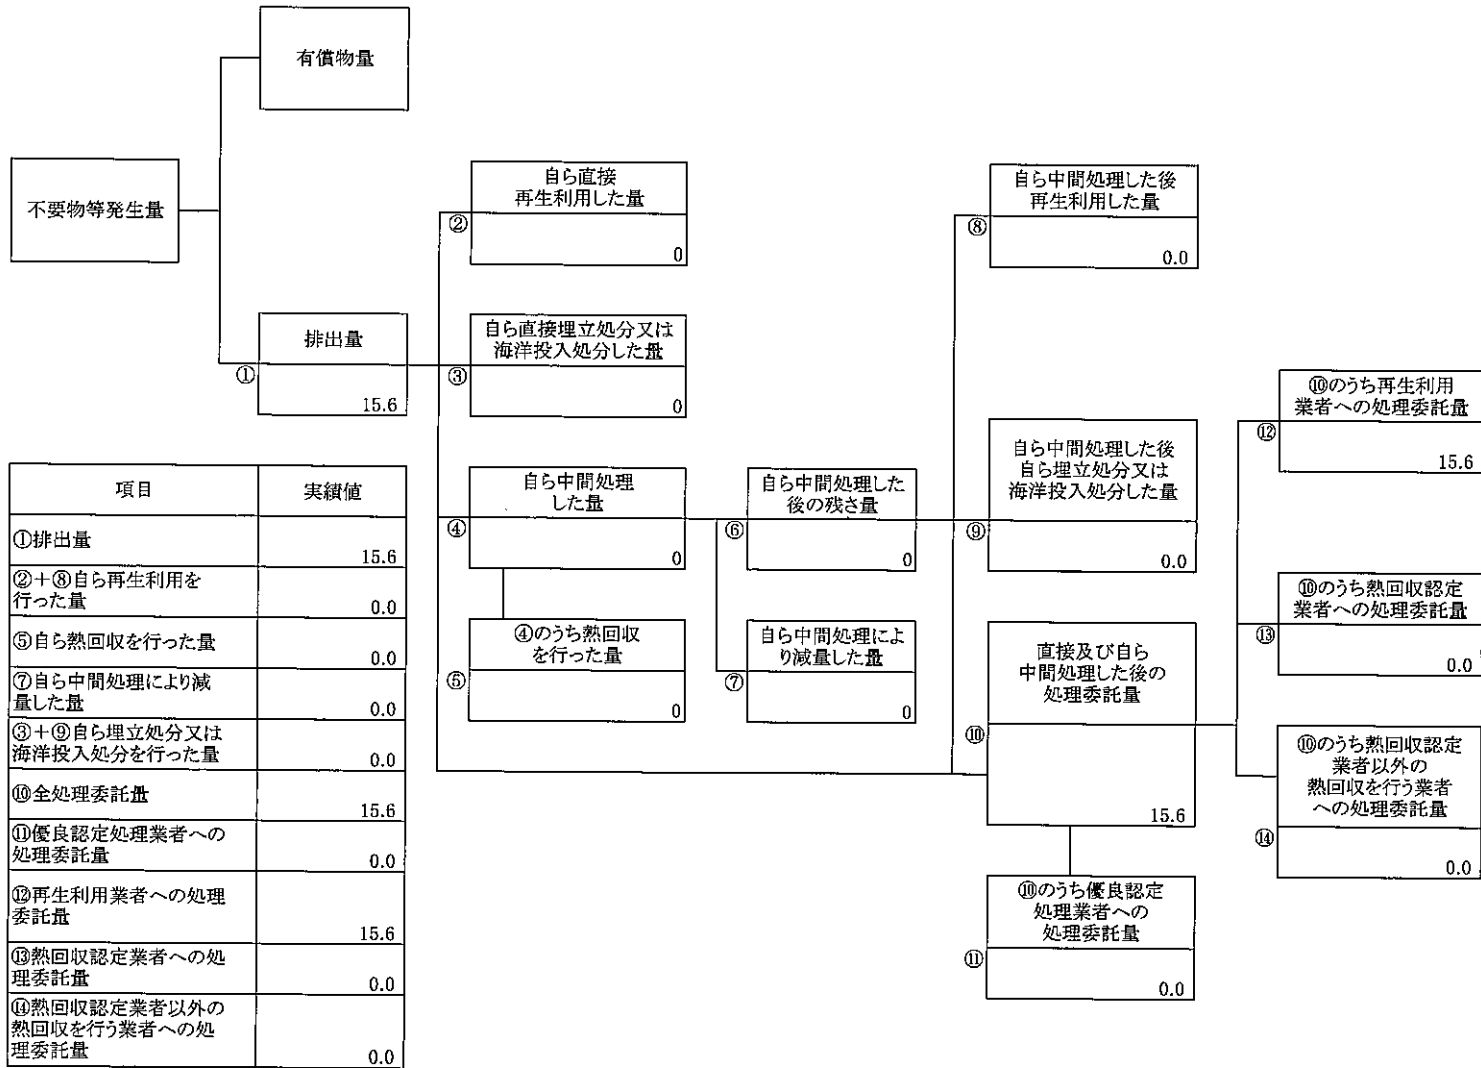 有償物量
不要物等発生量
排出量
①
15.6
自ら直接
再生利用した量
②
0
自ら直接埋立処分又は
海洋投入処分した量
③
0
自ら中間処理
した量
④
0
④のうち熱回収
を行った量
⑤
0
自ら中間処理した
後の残さ量
⑥
0
自ら中間処理によ
り減量した量
⑦
0
自ら中間処理した後
再生利用した量
⑧
0.0
自ら中間処理した後
自ら埋立処分又は
海洋投入処分した量
⑨
0.0
直接及び自ら
中間処理した後の
処理委託量
⑩
15.6
⑩のうち優良認定
処理業者への
処理委託量
⑪
0.0
⑩のうち再生利用
業者への処理委託量
⑫
15.6
⑩のうち熱回収認定
業者への処理委託量
⑬
0.0
⑩のうち熱回収認定
業者以外の
熱回収を行う業者
への処理委託量
⑭
0.0
項目 実績値
①排出量
15.6
②+⑧自ら再生利用を
行った量
0.0
⑤自ら熱回収を行った量
0.0
⑦自ら中間処理により減
量した量
0.0
③+⑨自ら埋立処分又は
海洋投入処分を行った量
0.0
⑩全処理委託量
15.6
⑪優良認定処理業者への
処理委託量
0.0
⑫再生利用業者への処理
委託量
15.6
⑬熱回収認定業者への処
理委託量
0.0
⑭熱回収認定業者以外の
熱回収を行う業者への処
理委託量
0.0